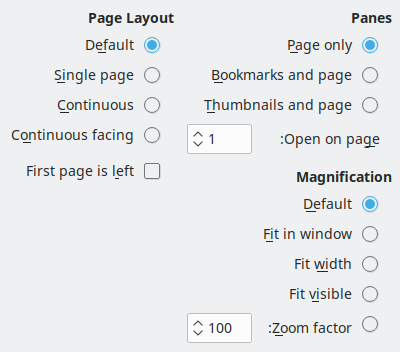 Panes
Page only
Bookmarks and page
Thumbnails and page
:Open on page
1
Magnification
Default
Fit in window
Fit width
Fit visible
:Zoom factor
100
Page Layout
Default
Single page
Continuous
Continuous facing
First page is left